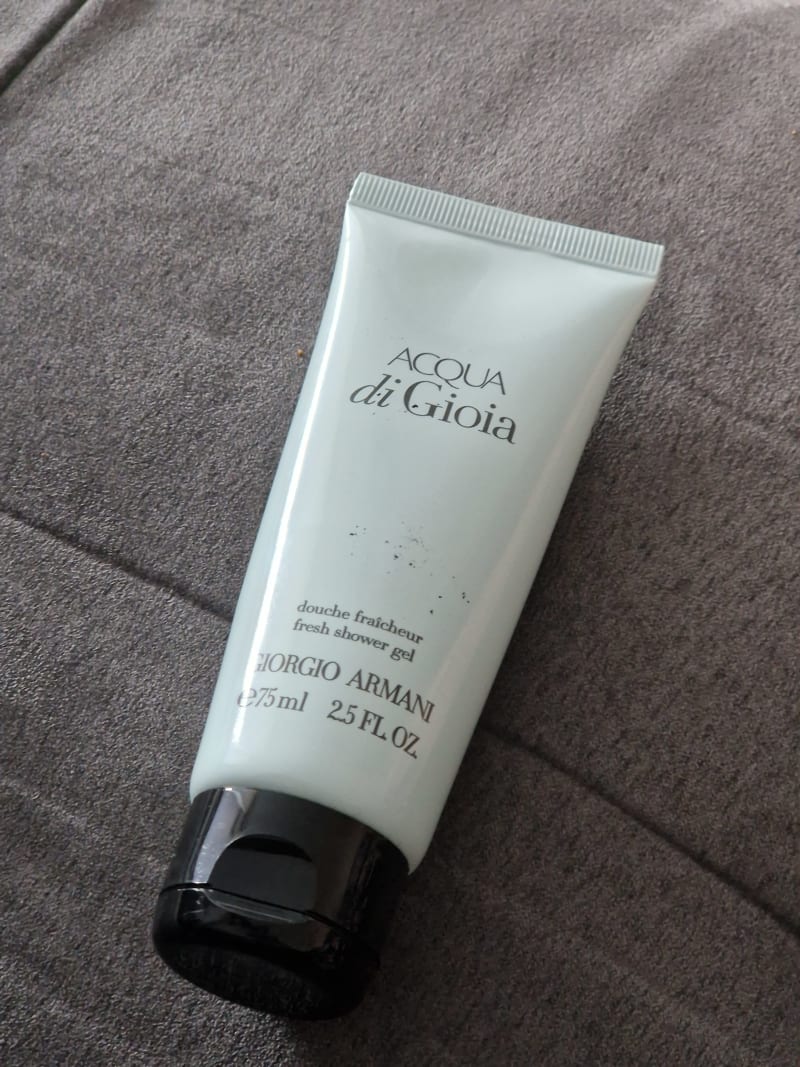 ACQUA
di Gioia
douche fraîcheur
fresh shower gel
GIORGIO ARMANI
℮75 ml 2.5 FL. OZ.